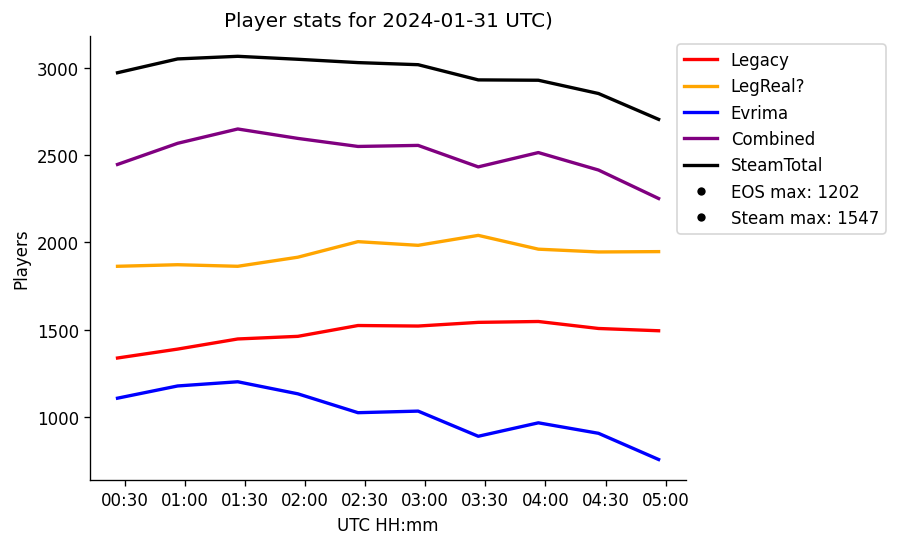 Player stats for 2024-01-31 UTC)
Players
3000
2500
2000
1500
1000
00:30 01:00 01:30 02:00 02:30 03:00 03:30 04:00 04:30 05:00
UTC HH:mm
Legacy
LegReal?
Evrima
Combined
SteamTotal
EOS max: 1202
Steam max: 1547